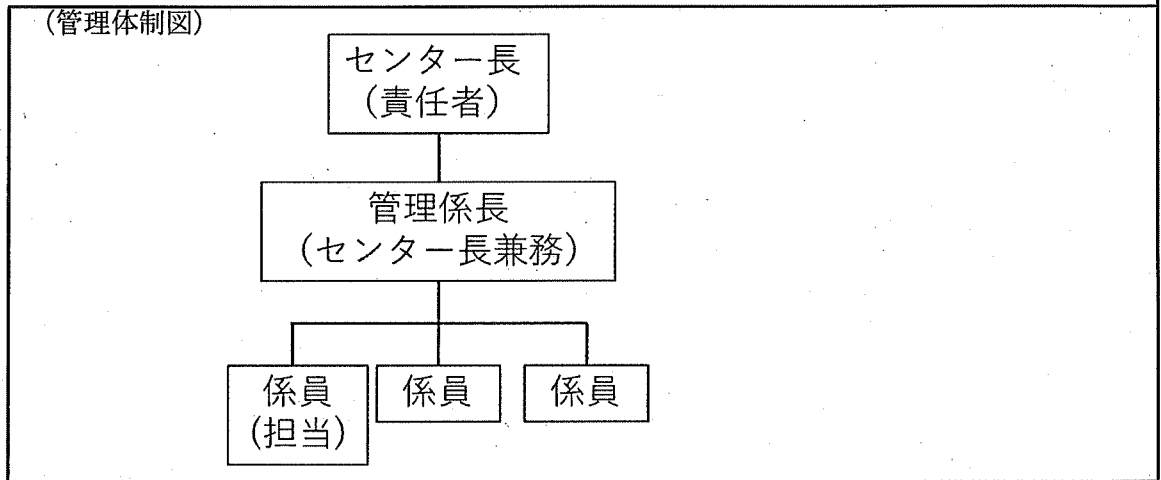 （管理体制図）
センター長
（責任者）
管理係長
（センター長兼務）
係員
（担当）
係員
係員